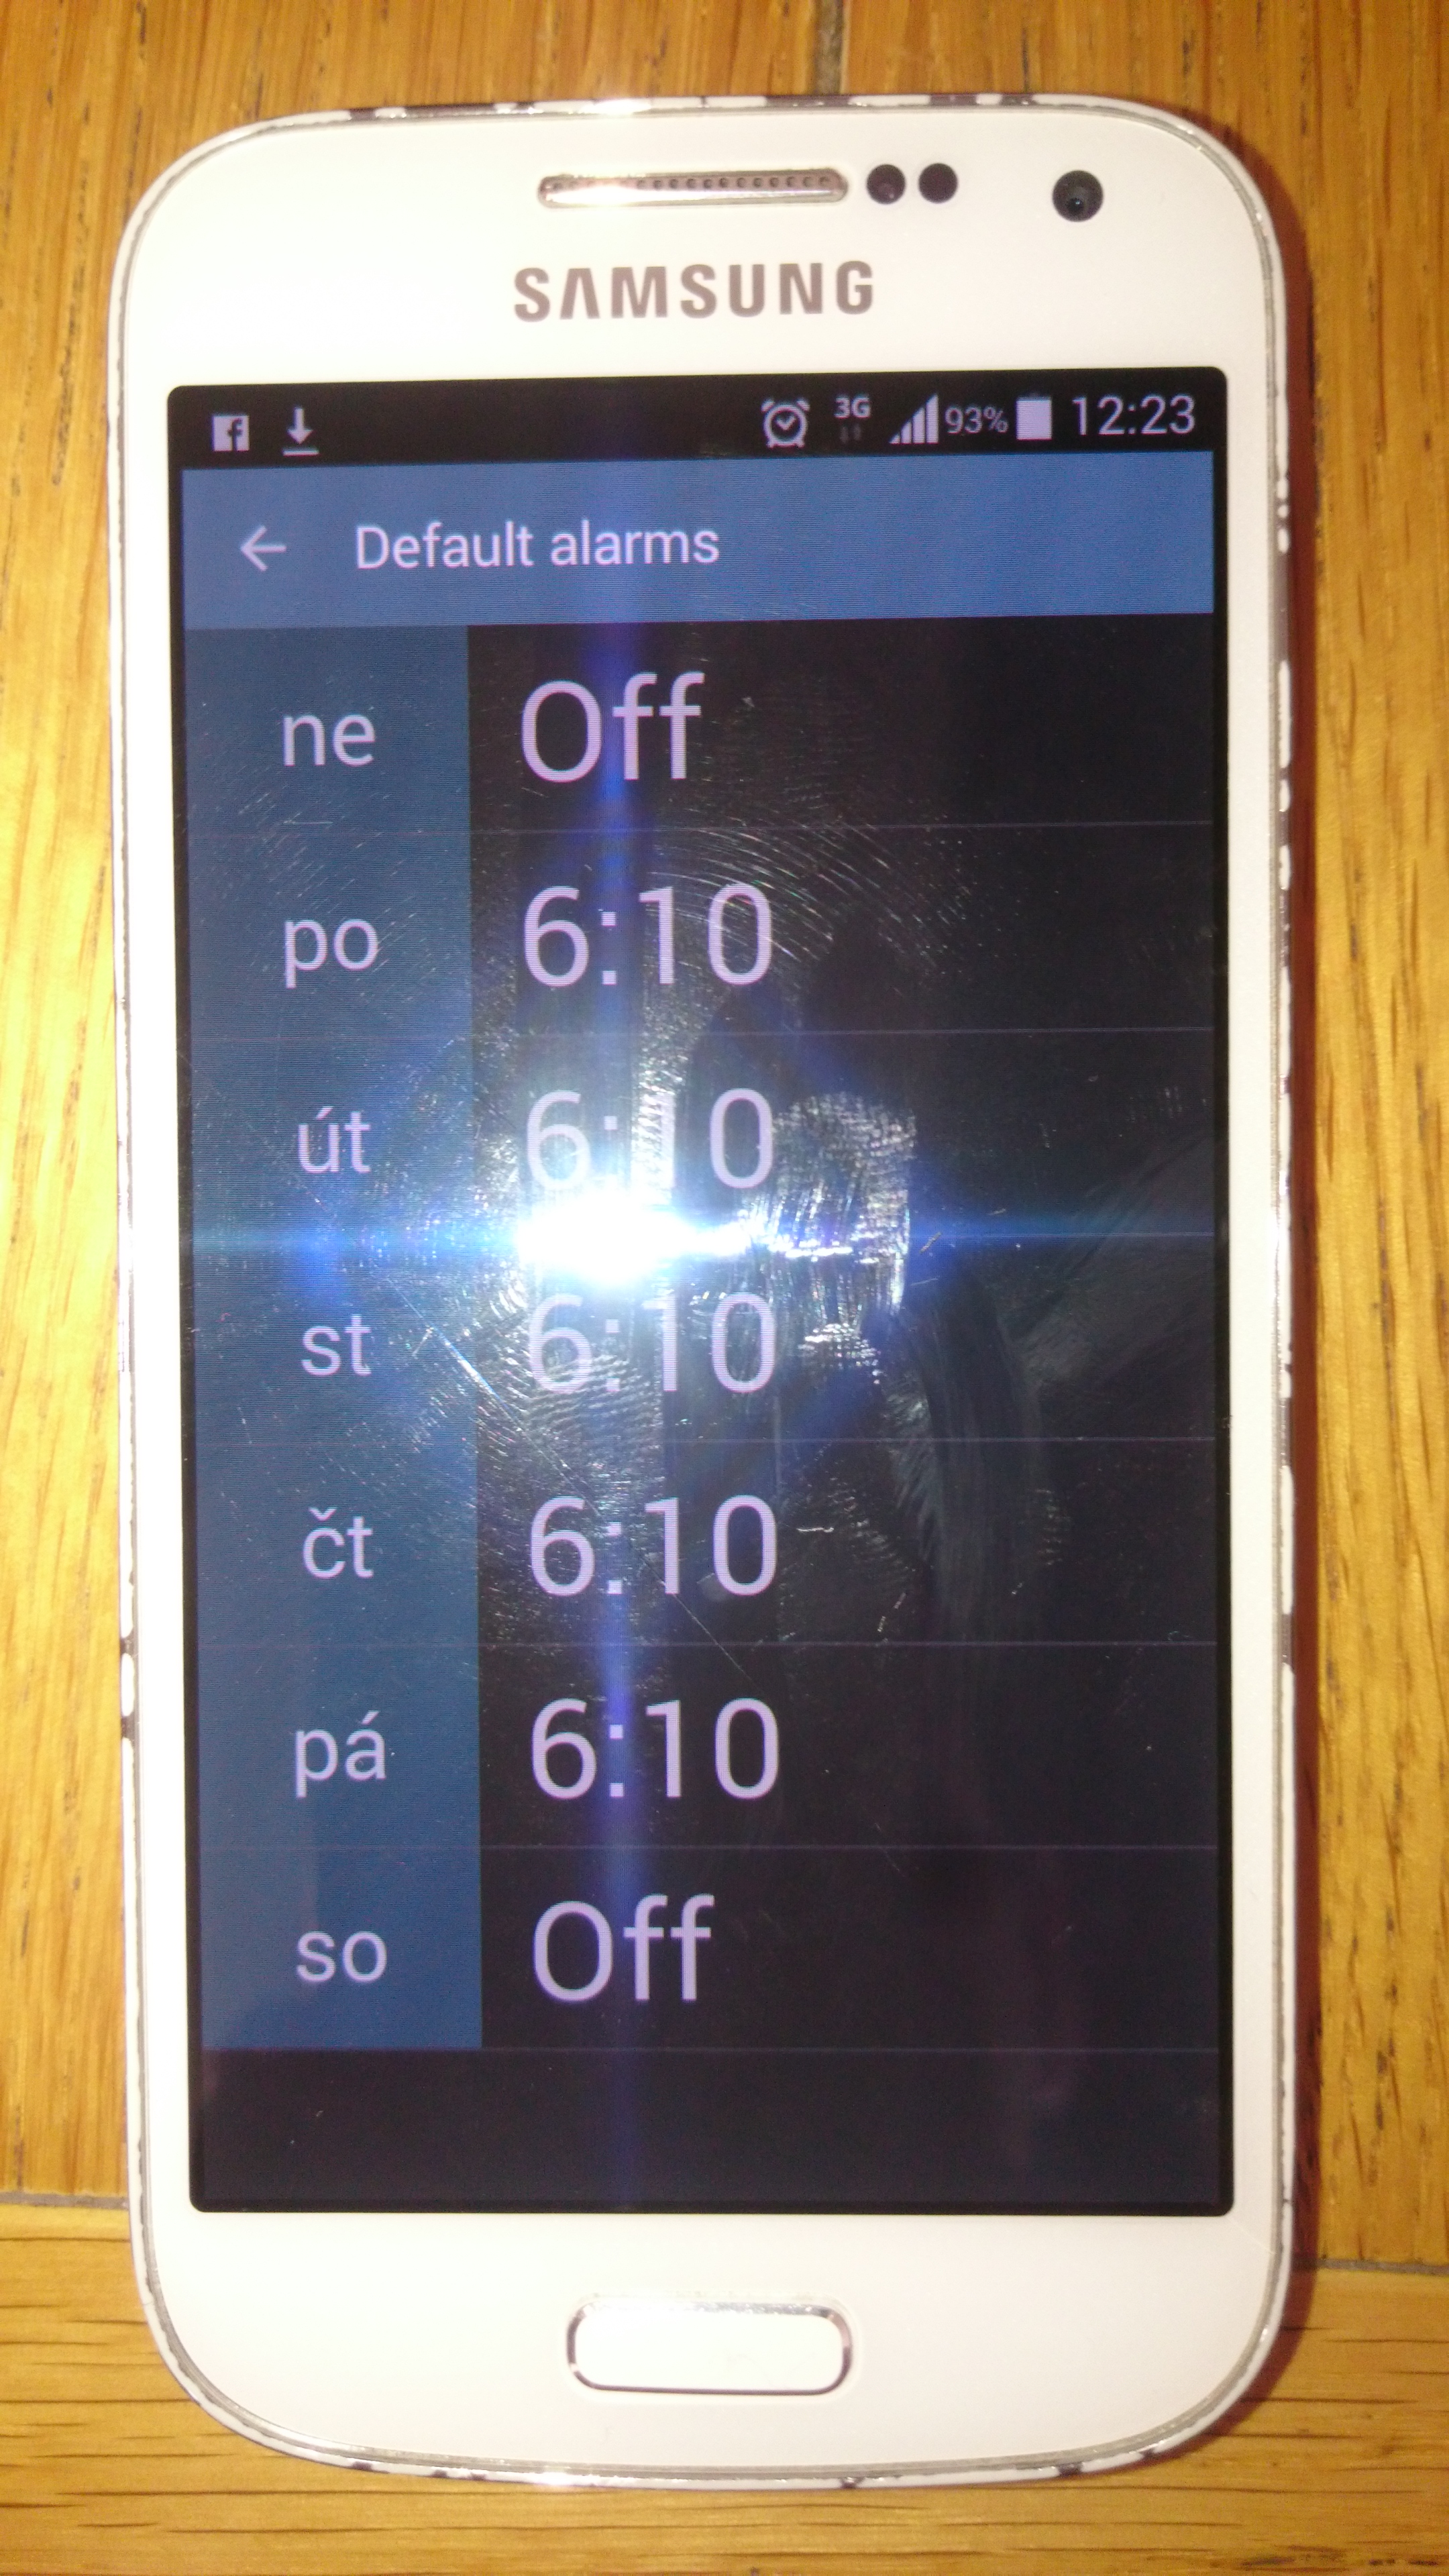 SAMSUNG
3G 93% 12:23
Default alarms
ne Off
po 6:10
út 6:10
st 6:10
čt 6:10
pá 6:10
so Off